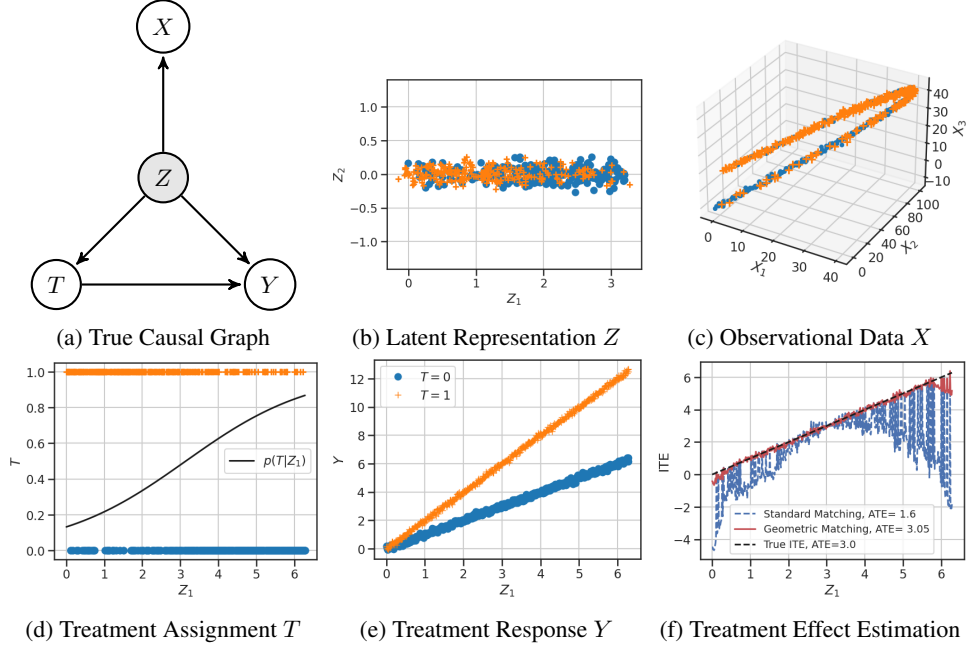 X
Z
T
Y
(a) True Causal Graph
1.0
0.5
0.0
−0.5
−1.0
Z₂
0 1 2 3
Z₁
(b) Latent Representation Z
40
30
20
10
0
−10
X₃
0 10 20 30 40
X₁
0 20 40 60 80 100
X₂
(c) Observational Data X
1.0
0.8
0.6
0.4
0.2
0.0
T
p(T|Z₁)
0 1 2 3 4 5 6
Z₁
(d) Treatment Assignment T
12
10
8
6
4
2
0
Y
T = 0
T = 1
0 1 2 3 4 5 6
Z₁
(e) Treatment Response Y
6
4
2
0
−2
−4
ITE
Standard Matching, ATE= 1.6
Geometric Matching, ATE= 3.05
True ITE, ATE=3.0
0 1 2 3 4 5 6
Z₁
(f) Treatment Effect Estimation